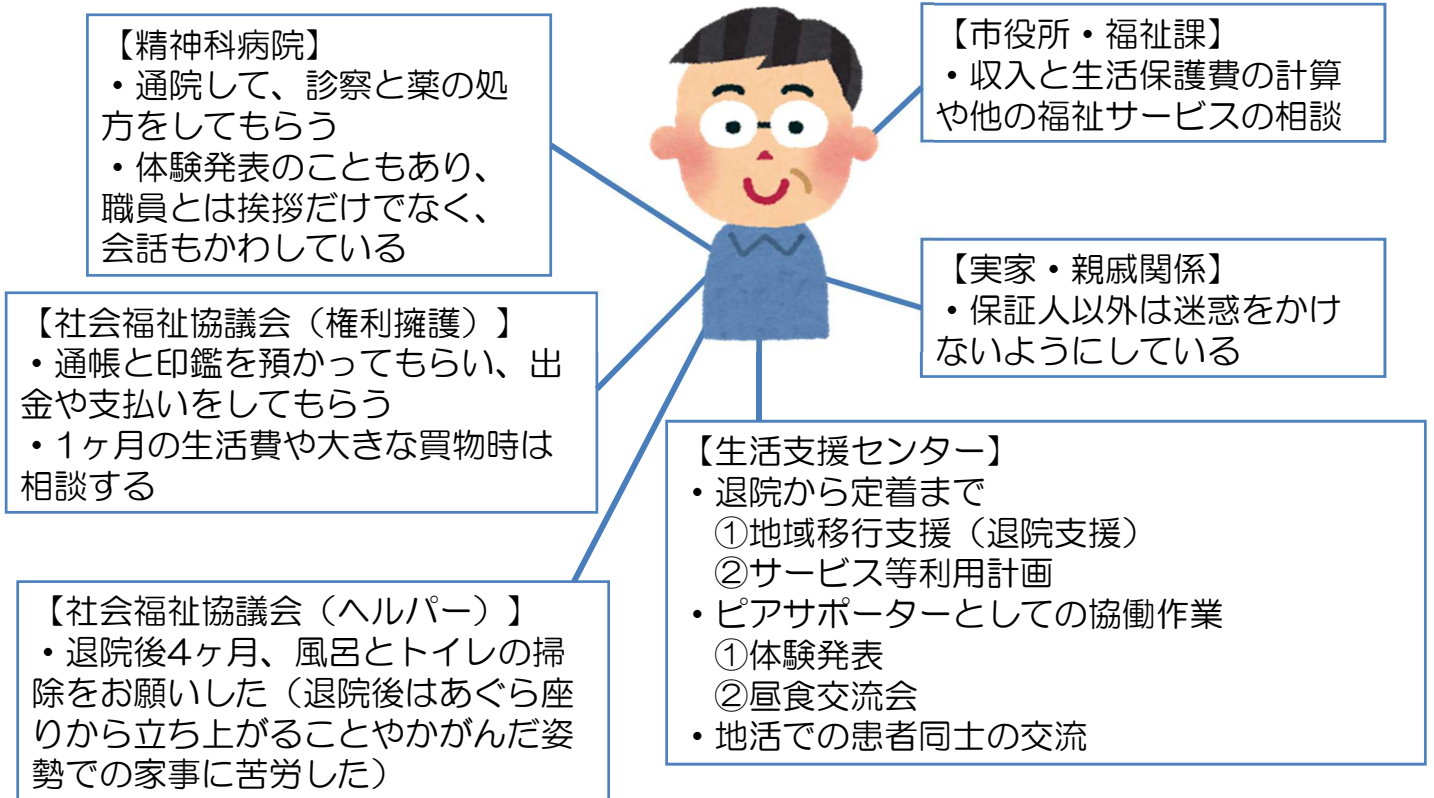 【精神科病院】
・通院して、診察と薬の処
方をしてもらう
・体験発表のこともあり、
職員とは挨拶だけでなく、
会話もかわしている
【市役所・福祉課】
・収入と生活保護費の計算
や他の福祉サービスの相談
【実家・親戚関係】
・保証人以外は迷惑をかけ
ないようにしている
【社会福祉協議会（権利擁護）】
・通帳と印鑑を預かってもらい、出
金や支払いをしてもらう
・1ヶ月の生活費や大きな買物時は
相談する
【生活支援センター】
・退院から定着まで
①地域移行支援（退院支援）
②サービス等利用計画
・ピアサポーターとしての協働作業
①体験発表
②昼食交流会
・地活での患者同士の交流
【社会福祉協議会（ヘルパー）】
・退院後4ヶ月、風呂とトイレの掃
除をお願いした（退院後はあぐら座
りから立ち上がることやかがんだ姿
勢での家事に苦労した）